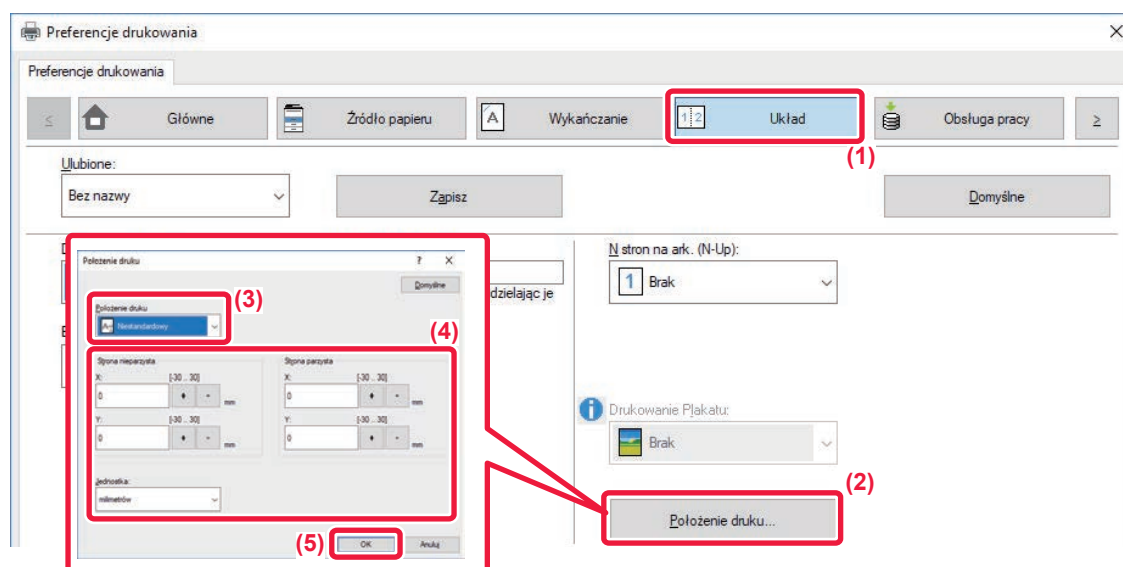 Preferencje drukowania
Preferencje drukowania
≤ Główne Źródło papieru A Wykańczanie 1 2 Układ Obsługa pracy ≥
(1)
Ulubione:
Bez nazwy Zapisz Domyślne
Położenie druku ? X
Domyślne
(3)
Położenie druku
A Niestandardowy
(4)
Strona nieparzysta Strona parzysta
X: [-30 .. 30] X: [-30 .. 30]
0 + - mm 0 + - mm
Y: [-30 .. 30] Y: [-30 .. 30]
0 + - mm 0 + - mm
Jednostka:
milimetrów
(5) OK Anuluj
dzielając je
N stron na ark. (N-Up):
1 Brak
Drukowanie Plakatu:
Brak
(2)
Położenie druku...